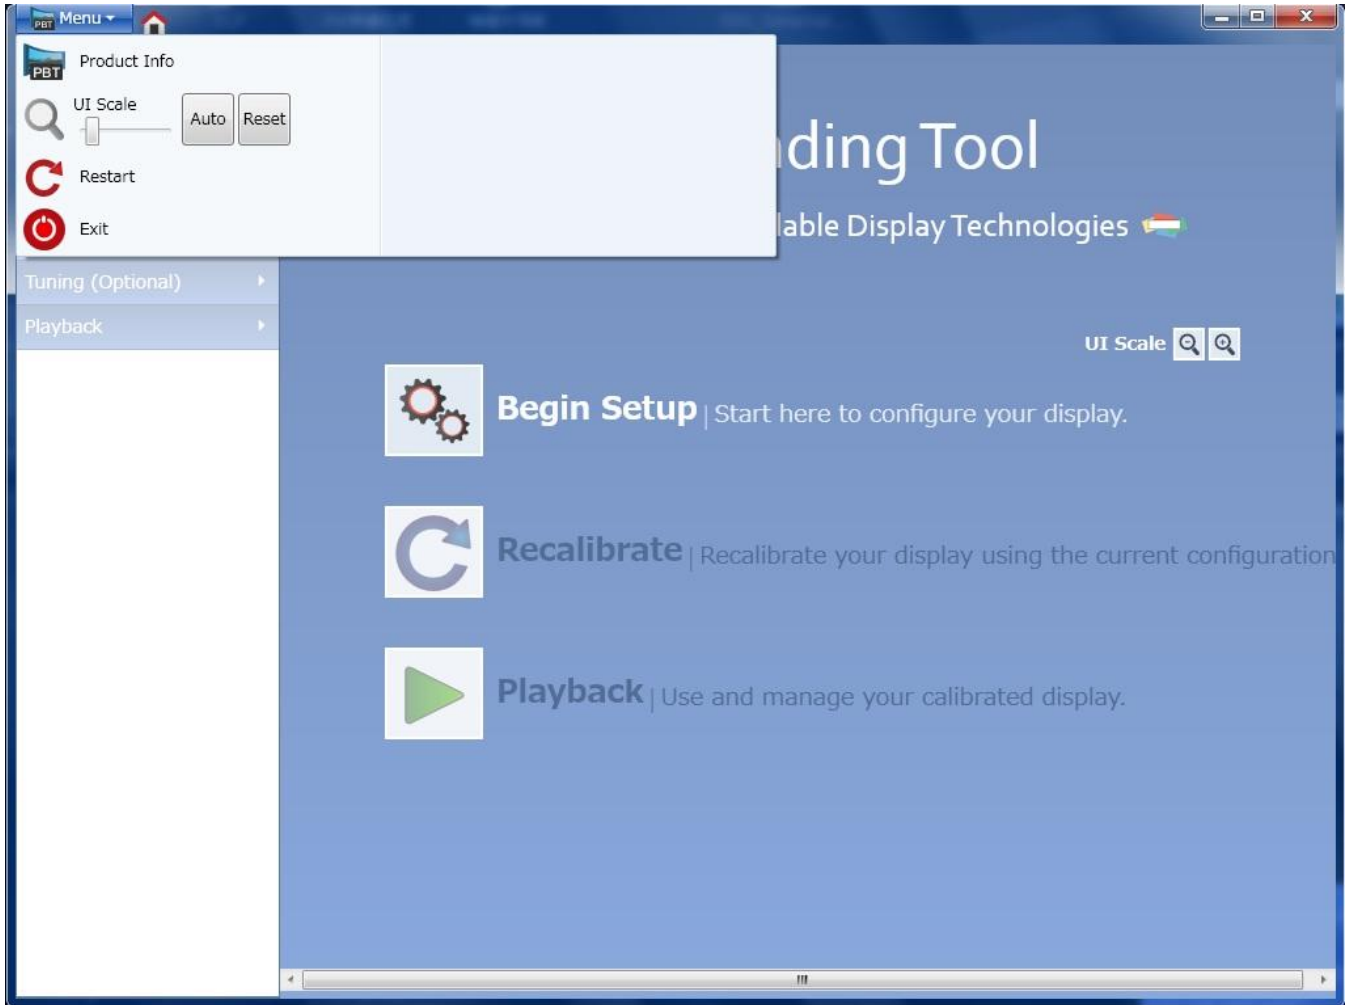 PBT Menu
PBT Product Info
UI Scale
Auto Reset
Restart
Exit
ding Tool
lable Display Technologies
Tuning (Optional)
Playback
UI Scale
Begin Setup | Start here to configure your display.
Recalibrate | Recalibrate your display using the current configuration
Playback | Use and manage your calibrated display.